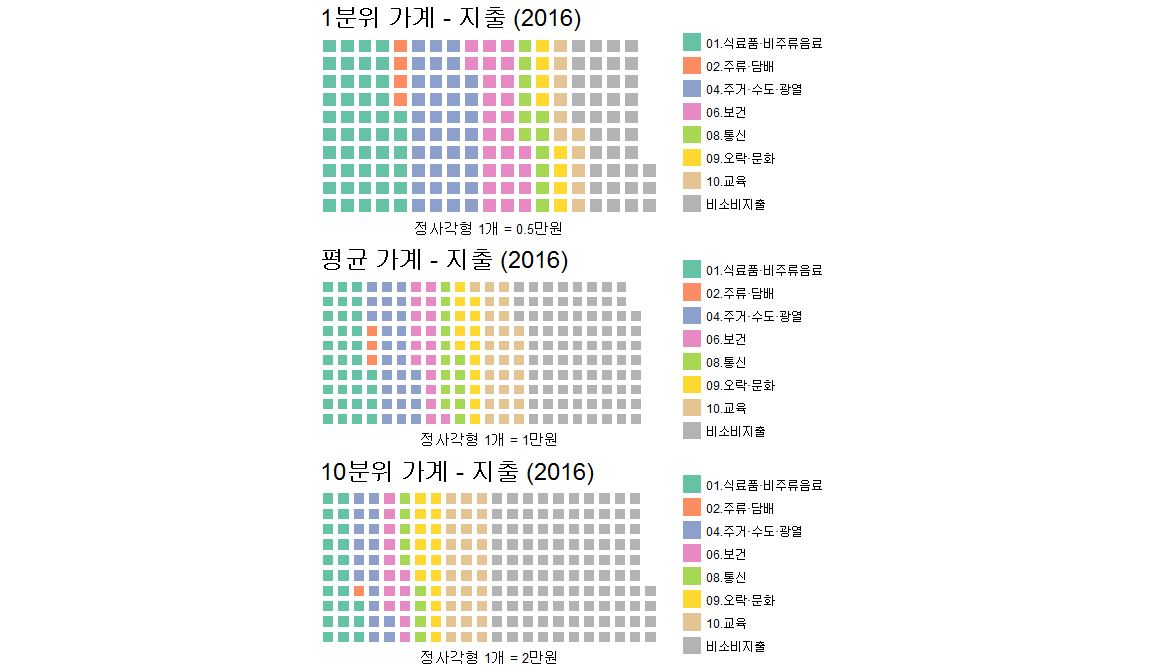 1분위 가계 - 지출 (2016)
01.식료품·비주류음료
02.주류·담배
04.주거·수도·광열
06.보건
08.통신
09.오락·문화
10.교육
비소비지출
정사각형 1개 = 0.5만원
평균 가계 - 지출 (2016)
01.식료품·비주류음료
02.주류·담배
04.주거·수도·광열
06.보건
08.통신
09.오락·문화
10.교육
비소비지출
정사각형 1개 = 1만원
10분위 가계 - 지출 (2016)
01.식료품·비주류음료
02.주류·담배
04.주거·수도·광열
06.보건
08.통신
09.오락·문화
10.교육
비소비지출
정사각형 1개 = 2만원